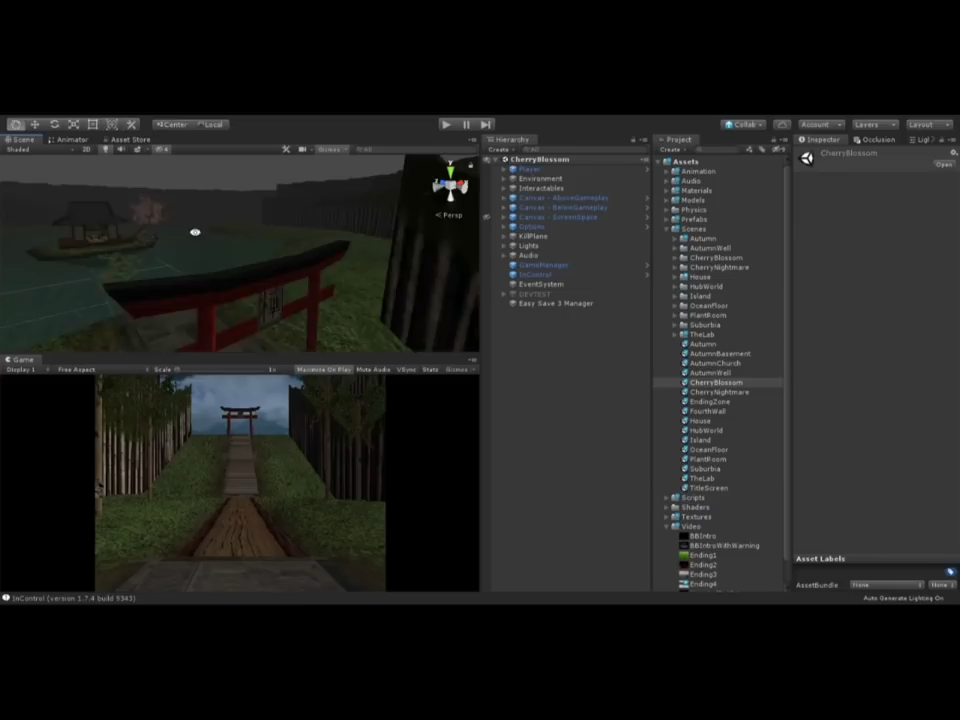 Center Local
Collab
Account
Layers
Layout
Scene Animator Asset Store
Shaded 2D Gizmos All
Persp
Game
Display 1 Free Aspect Scale 1x Maximize On Play Mute Audio VSync Stats Gizmos
Hierarchy
Create All
CherryBlossom
Player
Environment
Interactables
Canvas - AboveGameplay
Canvas - BelowGameplay
Canvas - ScreenSpace
Options
KillPlane
Lights
Audio
GameManager
InControl
EventSystem
DEVTEST
Easy Save 3 Manager
Project
Create
Assets
Animation
Audio
Materials
Models
Physics
Prefabs
Scenes
Autumn
AutumnWell
CherryBlossom
CherryNightmare
House
HubWorld
Island
OceanFloor
PlantRoom
Suburbia
TheLab
Autumn
AutumnBasement
AutumnChurch
AutumnWell
CherryBlossom
CherryNightmare
EndingZone
FourthWall
House
HubWorld
Island
OceanFloor
PlantRoom
Suburbia
TheLab
TitleScreen
Scripts
Shaders
Textures
Video
BBIntro
BBIntroWithWarning
Ending1
Ending2
Ending3
Ending4
Inspector Occlusion
CherryBlossom
Open
Asset Labels
AssetBundle None None
InControl (version 1.7.4 build 9343)
Auto Generate Lighting On